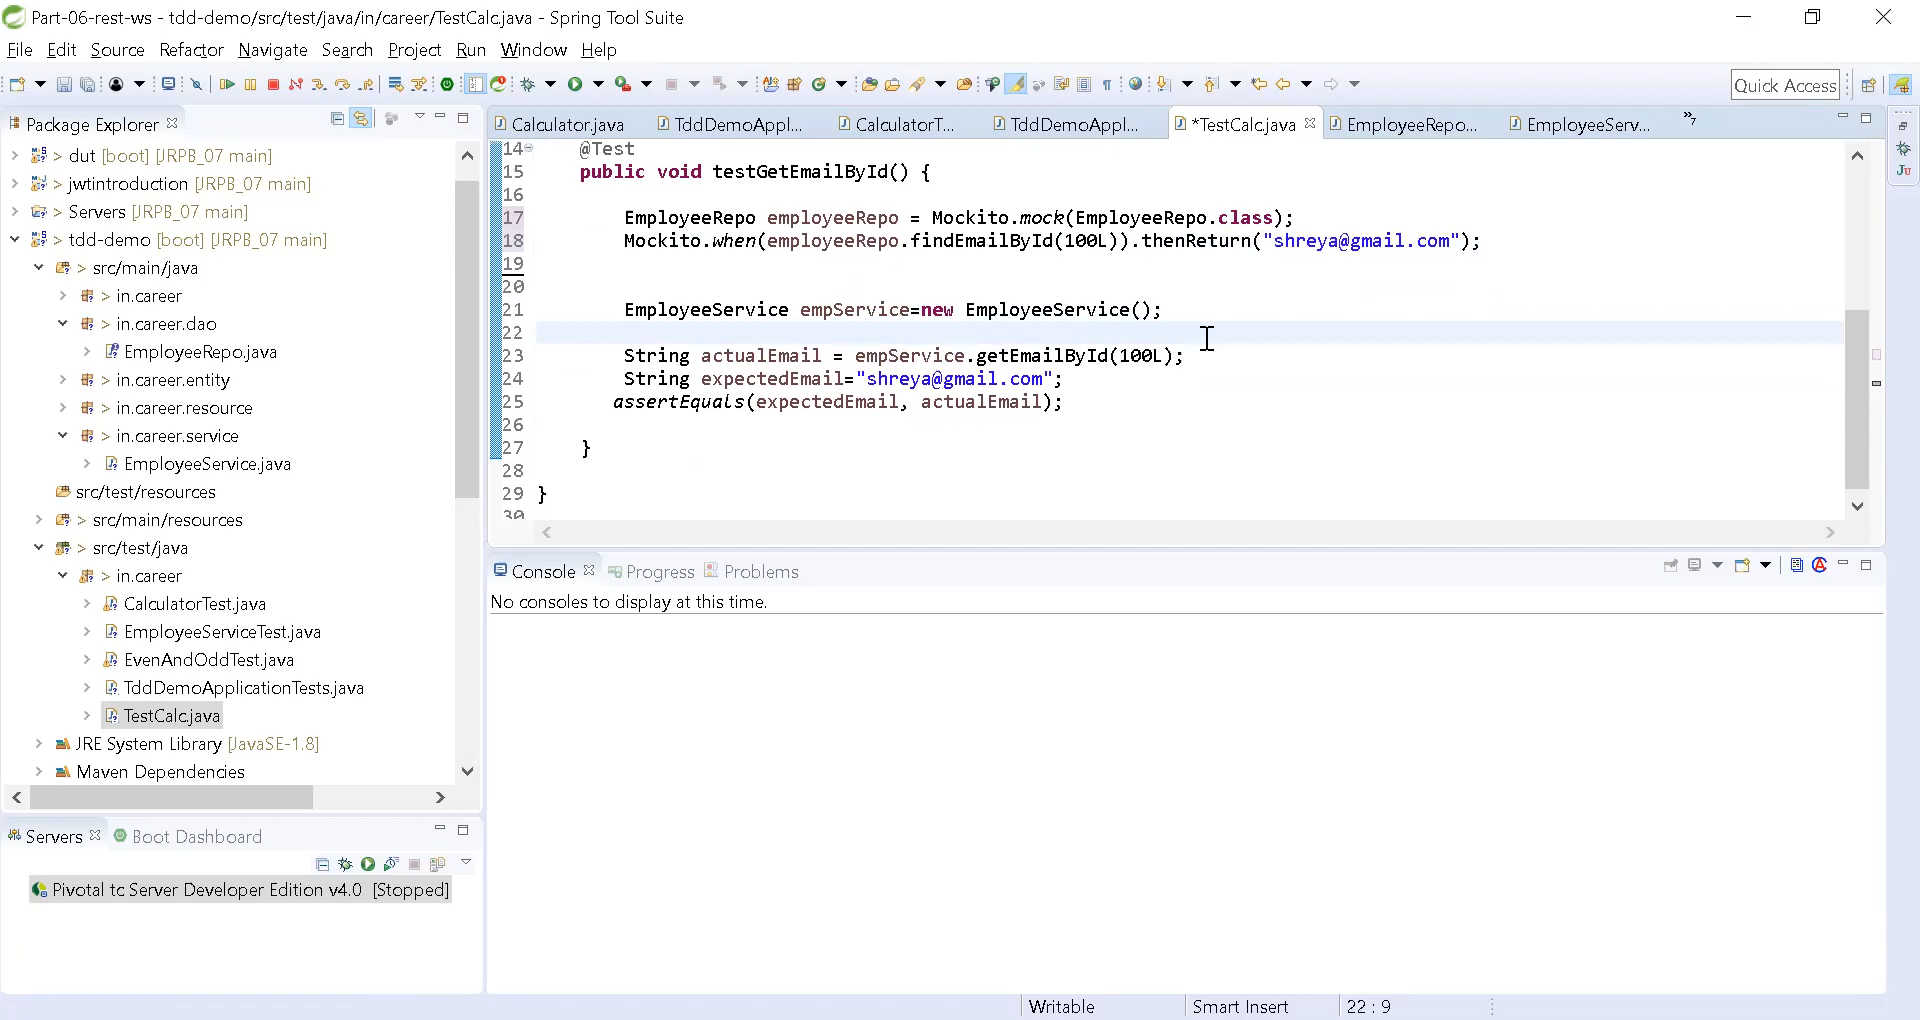 Part-06-rest-ws - tdd-demo/src/test/java/in/career/TestCalc.java - Spring Tool Suite
File Edit Source Refactor Navigate Search Project Run Window Help
Quick Access
Package Explorer
> dut [boot] [JRPB_07 main]
> jwtintroduction [JRPB_07 main]
> Servers [JRPB_07 main]
> tdd-demo [boot] [JRPB_07 main]
> src/main/java
> in.career
> in.career.dao
EmployeeRepo.java
> in.career.entity
> in.career.resource
> in.career.service
EmployeeService.java
src/test/resources
> src/main/resources
> src/test/java
> in.career
CalculatorTest.java
EmployeeServiceTest.java
EvenAndOddTest.java
TddDemoApplicationTests.java
TestCalc.java
JRE System Library [JavaSE-1.8]
Maven Dependencies
Servers Boot Dashboard
Pivotal tc Server Developer Edition v4.0 [Stopped]
Calculator.java TddDemoAppl... CalculatorT... TddDemoAppl... *TestCalc.java EmployeeRepo... EmployeeServ... »7
14 @Test
15 public void testGetEmailById() {
16
17 EmployeeRepo employeeRepo = Mockito.mock(EmployeeRepo.class);
18 Mockito.when(employeeRepo.findEmailById(100L)).thenReturn("shreya@gmail.com");
19
20
21 EmployeeService empService=new EmployeeService();
22
23 String actualEmail = empService.getEmailById(100L);
24 String expectedEmail="shreya@gmail.com";
25 assertEquals(expectedEmail, actualEmail);
26
27 }
28
29 }
30
Console Progress Problems
No consoles to display at this time.
Writable Smart Insert 22 : 9
JU